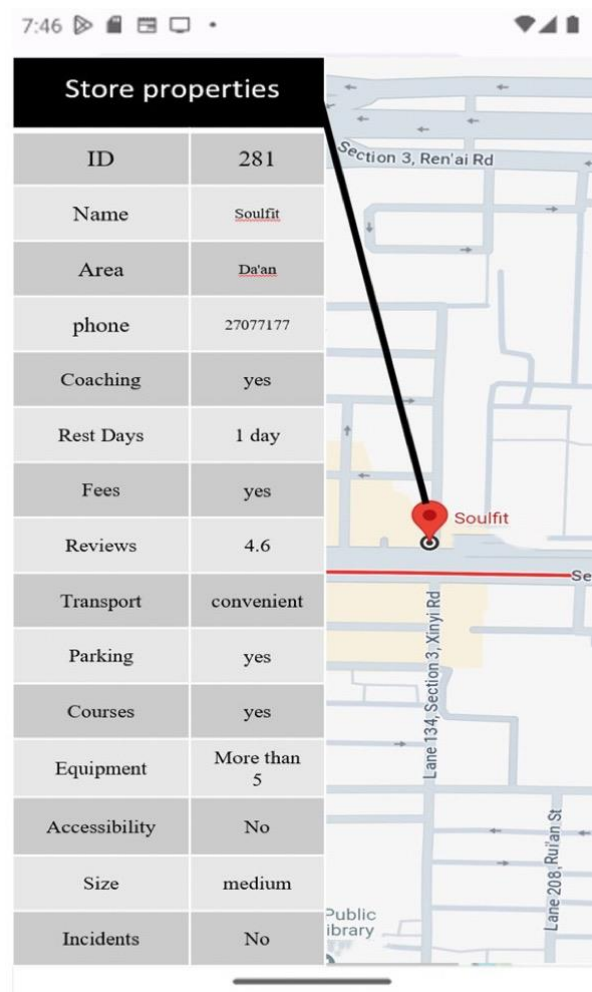 7:46
Store properties
ID 281
Name Soulfit
Area Da'an
phone 27077177
Coaching yes
Rest Days 1 day
Fees yes
Reviews 4.6
Transport convenient
Parking yes
Courses yes
Equipment More than
5
Accessibility No
Size medium
Incidents No
Section 3, Ren'ai Rd
Soulfit
Se
Lane 134, Section 3, Xinyi Rd
Lane 208, Rui'an St
Public
ibrary